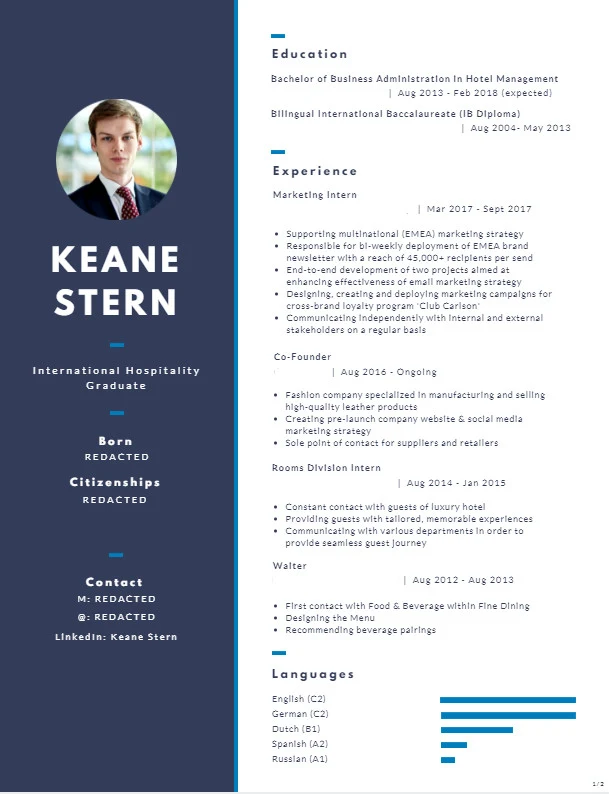 KEANE
STERN
International Hospitality
Graduate
Born
REDACTED
Citizenships
REDACTED
Contact
M: REDACTED
@: REDACTED
LinkedIn: Keane Stern
Education
Bachelor of Business Administration in Hotel Management
| Aug 2013 - Feb 2018 (expected)
Bilingual International Baccalaureate (IB Diploma)
| Aug 2004- May 2013
Experience
Marketing Intern
| Mar 2017 - Sept 2017
• Supporting multinational (EMEA) marketing strategy
• Responsible for bi-weekly deployment of EMEA brand
newsletter with a reach of 45,000+ recipients per send
• End-to-end development of two projects aimed at
enhancing effectiveness of email marketing strategy
• Designing, creating and deploying marketing campaigns for
cross-brand loyalty program 'Club Carlson'
• Communicating independently with internal and external
stakeholders on a regular basis
Co-Founder
| Aug 2016 - Ongoing
• Fashion company specialized in manufacturing and selling
high-quality leather products
• Creating pre-launch company website & social media
marketing strategy
• Sole point of contact for suppliers and retailers
Rooms Division Intern
| Aug 2014 - Jan 2015
• Constant contact with guests of luxury hotel
• Providing guests with tailored, memorable experiences
• Communicating with various departments in order to
provide seamless guest journey
Waiter
| Aug 2012 - Aug 2013
• First contact with Food & Beverage within Fine Dining
• Designing the Menu
• Recommending beverage pairings
Languages
English (C2)
German (C2)
Dutch (B1)
Spanish (A2)
Russian (A1)
1/2